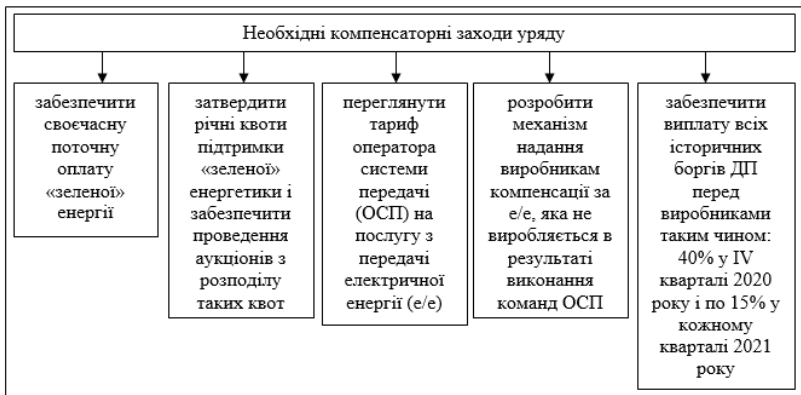 Необхідні компенсаторні заходи уряду
забезпечити
своєчасну
поточну
оплату
«зеленої»
енергії
затвердити
річні квоти
підтримки
«зеленої»
енергетики і
забезпечити
проведення
аукціонів з
розподілу
таких квот
переглянути
тариф
оператора
системи
передачі
(ОСП) на
послугу з
передачі
електричної
енергії (е/е)
розробити
механізм
надання
виробникам
компенсації за
е/е, яка не
виробляється в
результаті
виконання
команд ОСП
забезпечити
виплату всіх
історичних
боргів ДП
перед
виробниками
таким чином:
40% у IV
кварталі 2020
року і по 15% у
кожному
кварталі 2021
року